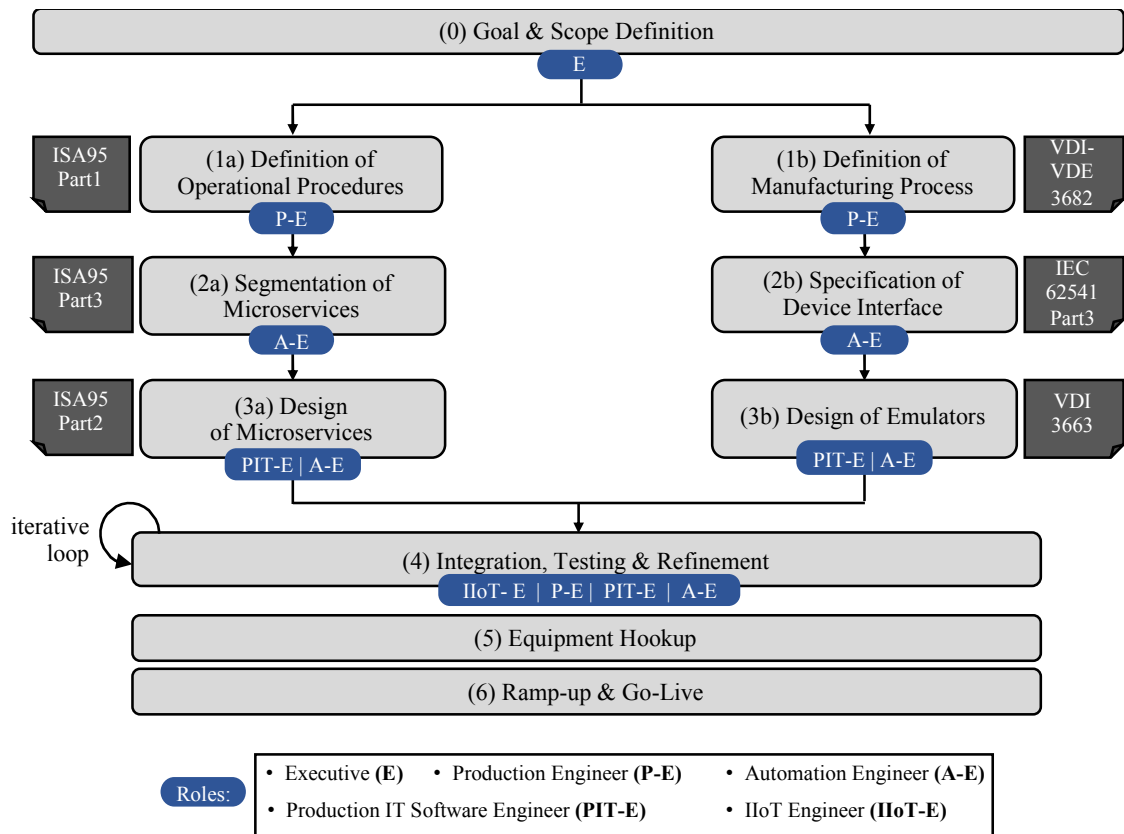 (0) Goal & Scope Definition
E
ISA95
Part1
(1a) Definition of
Operational Procedures
P-E
(1b) Definition of
Manufacturing Process
P-E
VDI-
VDE
3682
ISA95
Part3
(2a) Segmentation of
Microservices
A-E
(2b) Specification of
Device Interface
A-E
IEC
62541
Part3
ISA95
Part2
(3a) Design
of Microservices
PIT-E | A-E
(3b) Design of Emulators
PIT-E | A-E
VDI
3663
iterative
loop
(4) Integration, Testing & Refinement
IIoT- E | P-E | PIT-E | A-E
(5) Equipment Hookup
(6) Ramp-up & Go-Live
Roles:
• Executive (E) • Production Engineer (P-E) • Automation Engineer (A-E)
• Production IT Software Engineer (PIT-E) • IIoT Engineer (IIoT-E)